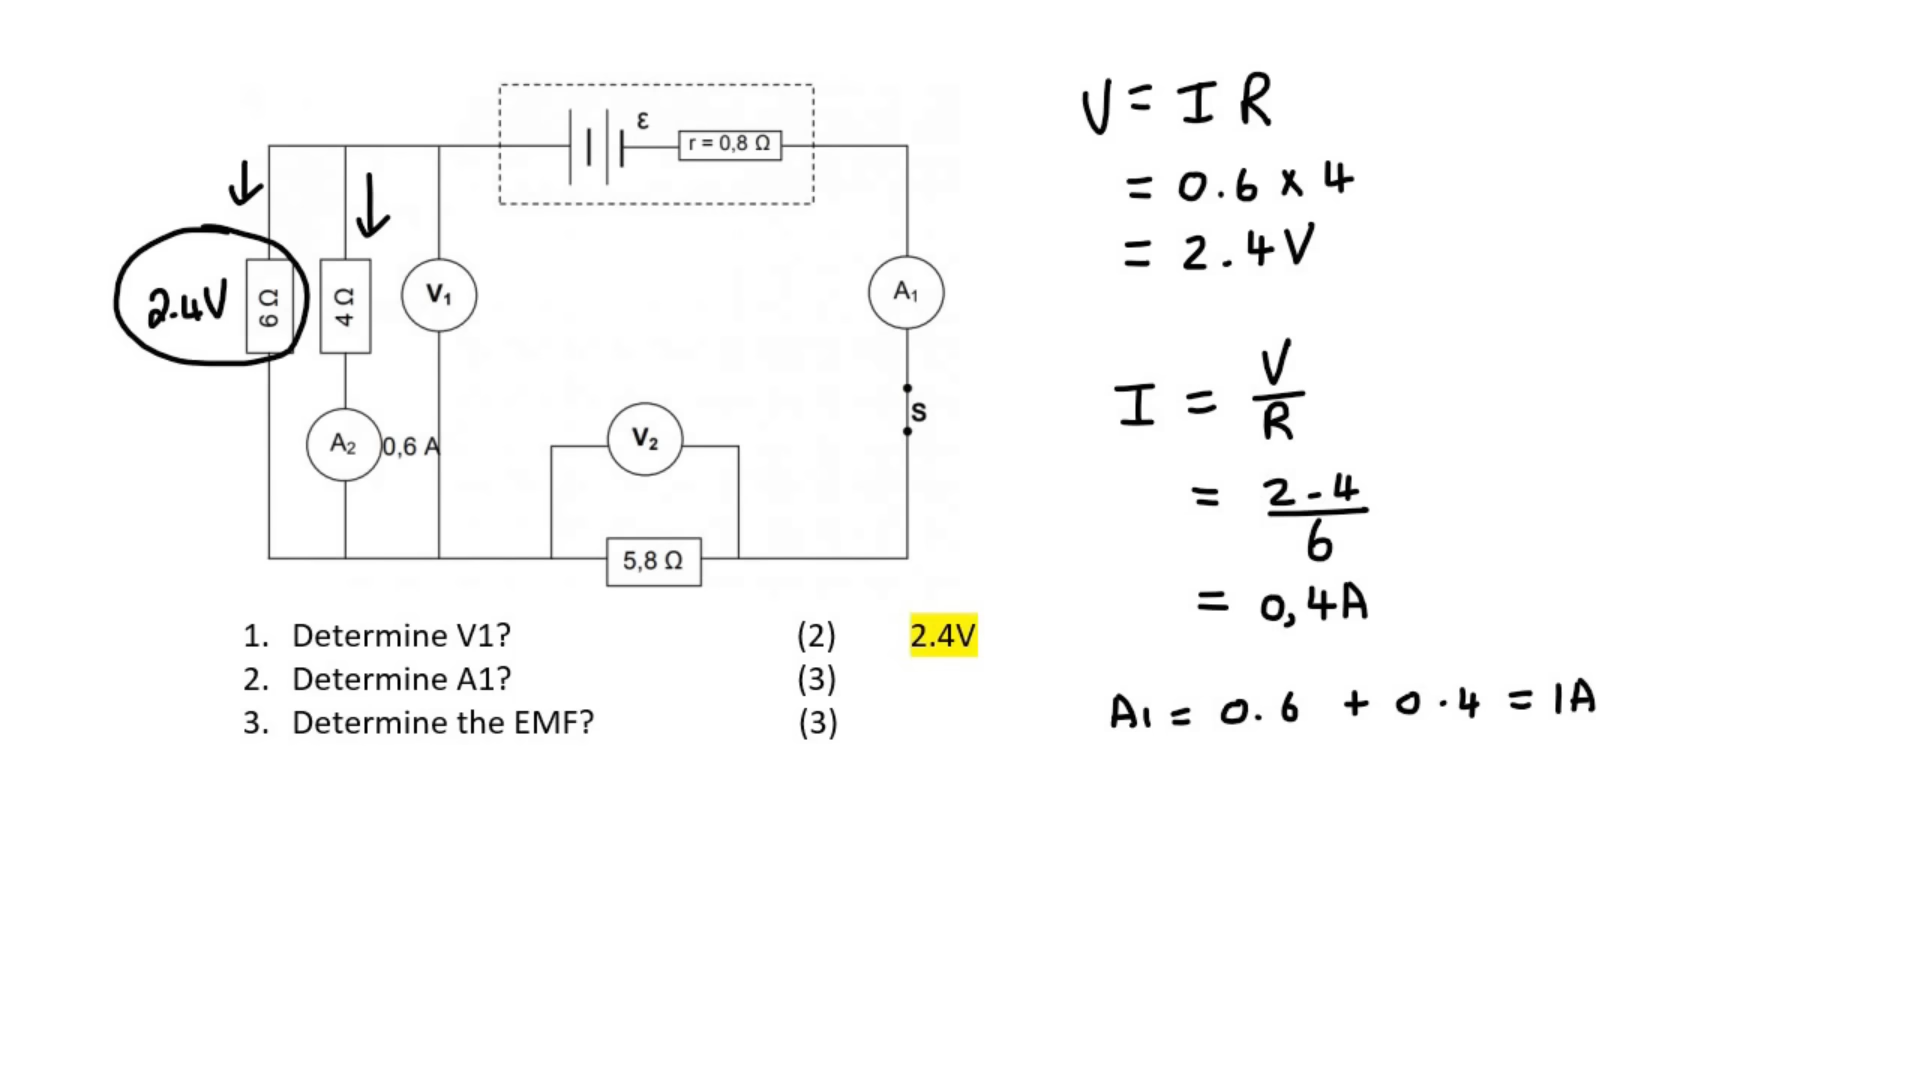 ε
r = 0,8 Ω
2.4V
6 Ω
4 Ω
V₁
A₁
S
A₂
0,6 A
V₂
5,8 Ω
1. Determine V1? (2) 2.4V
2. Determine A1? (3)
3. Determine the EMF? (3)
V = I R
= 0.6 x 4
= 2.4V
I = V/R
= 2.4/6
= 0,4A
A1 = 0.6 + 0.4 = 1A